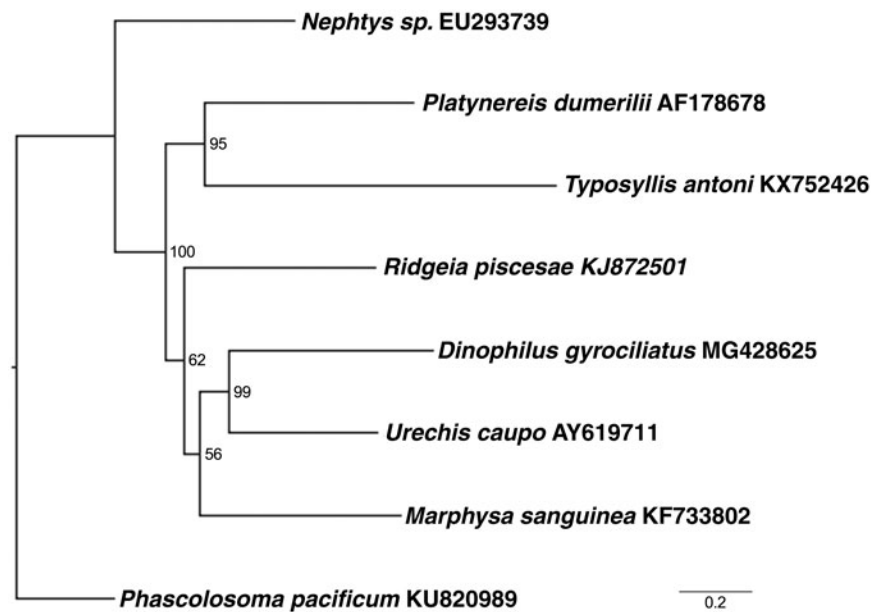 Nephtys sp. EU293739
Platynereis dumerilii AF178678
95
Typosyllis antoni KX752426
100
Ridgeia piscesae KJ872501
Dinophilus gyrociliatus MG428625
62
99
Urechis caupo AY619711
56
Marphysa sanguinea KF733802
Phascolosoma pacificum KU820989
0.2